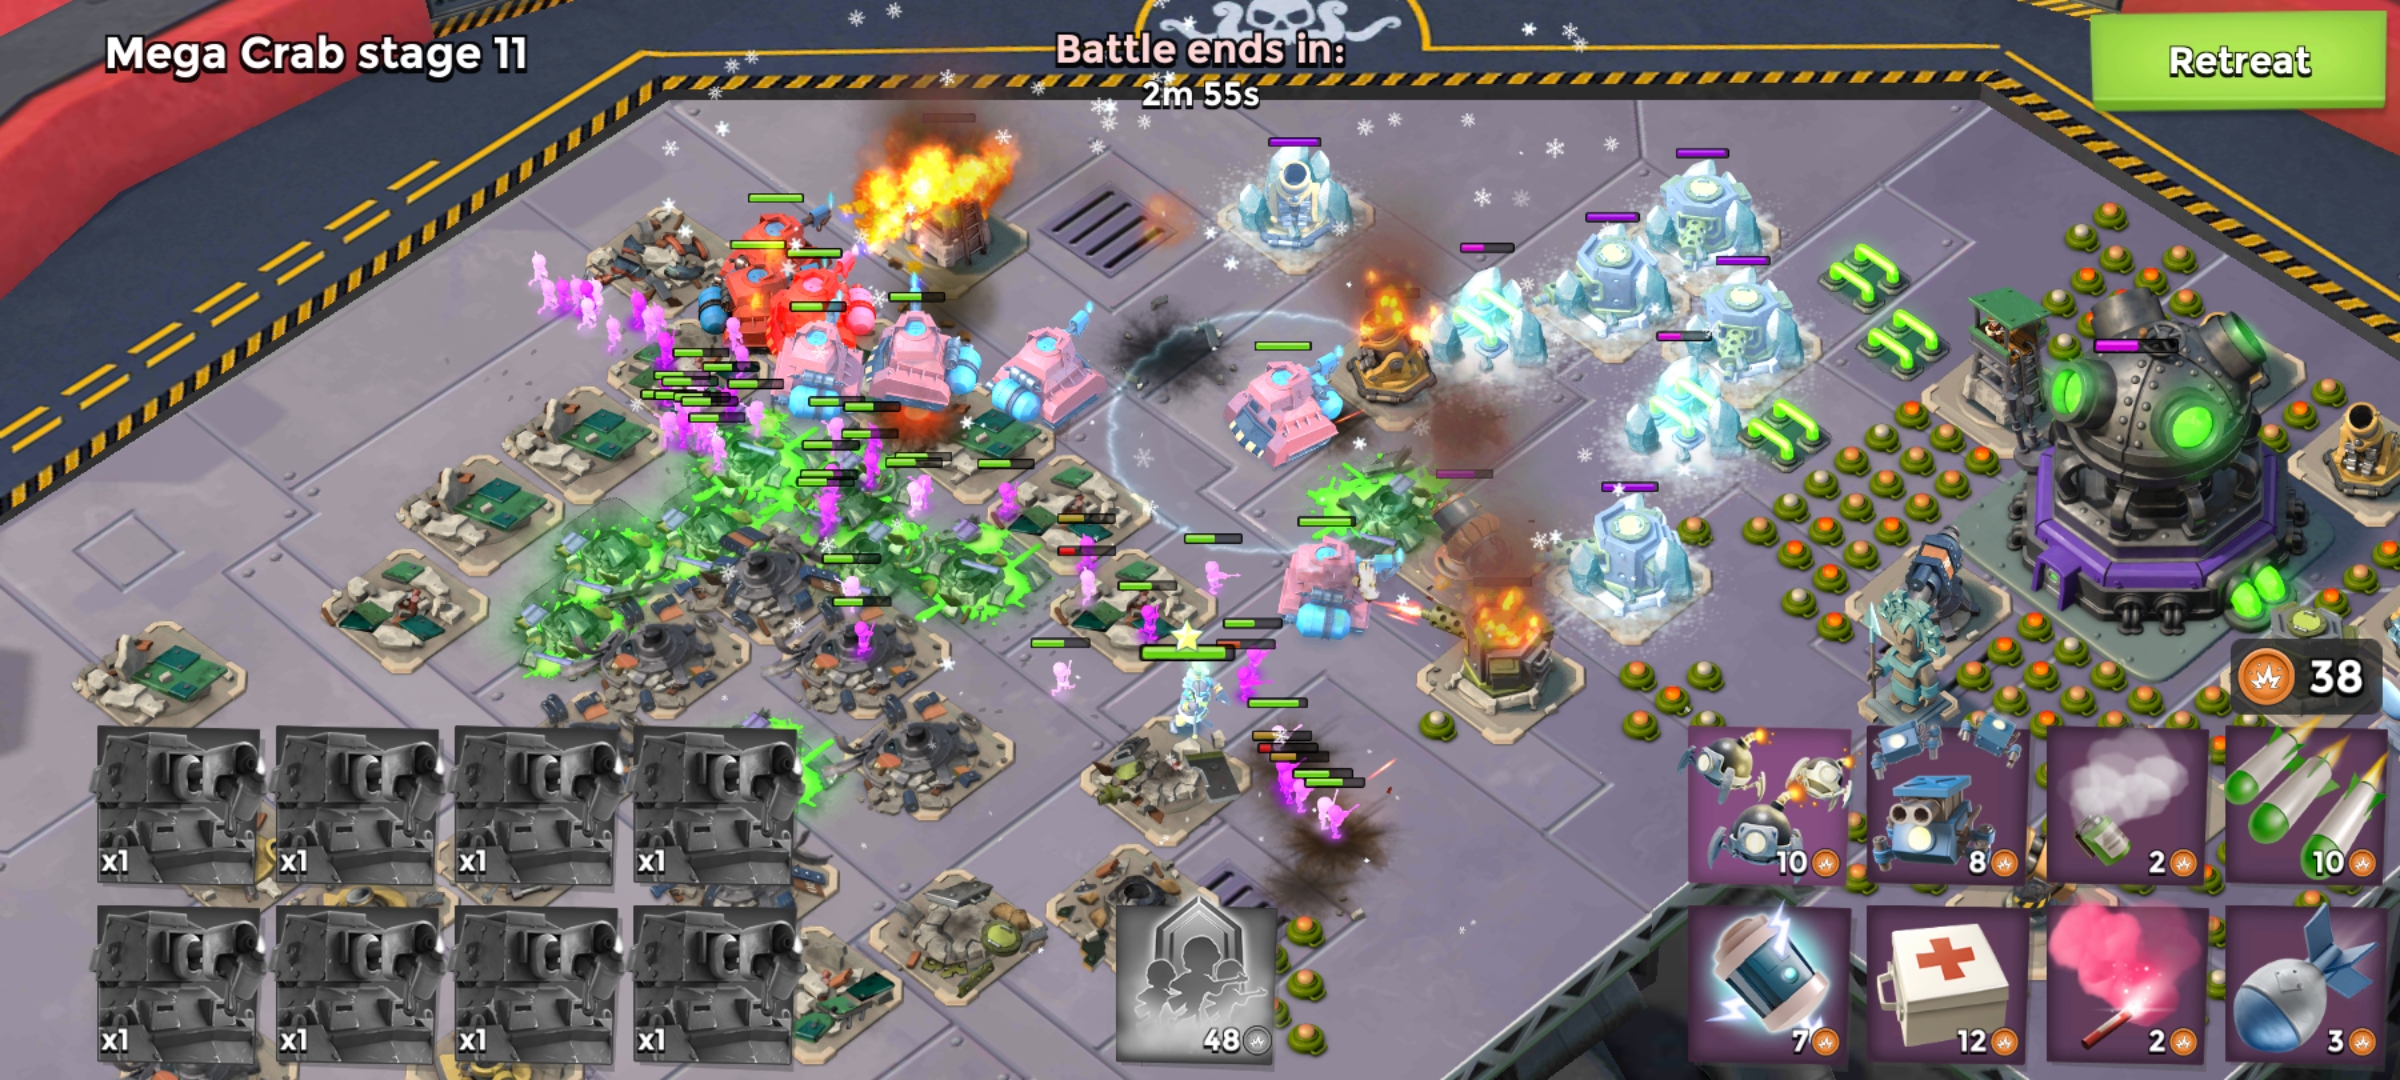 Mega Crab stage 11
Battle ends in:
2m 55s
Retreat
38
x1
x1
x1
x1
10
8
2
10
x1
x1
x1
x1
48
7
12
2
3